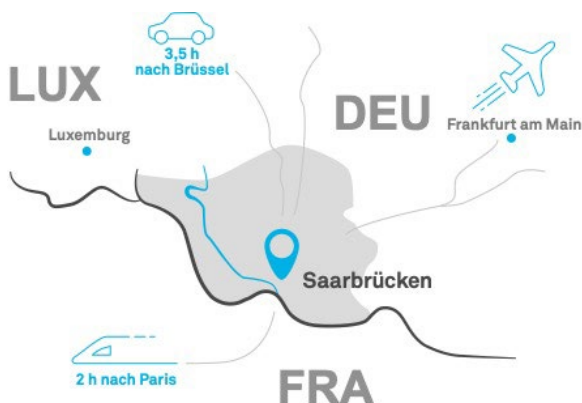 3,5 h
nach Brüssel
LUX
DEU
Luxemburg
Frankfurt am Main
Saarbrücken
2 h nach Paris
FRA